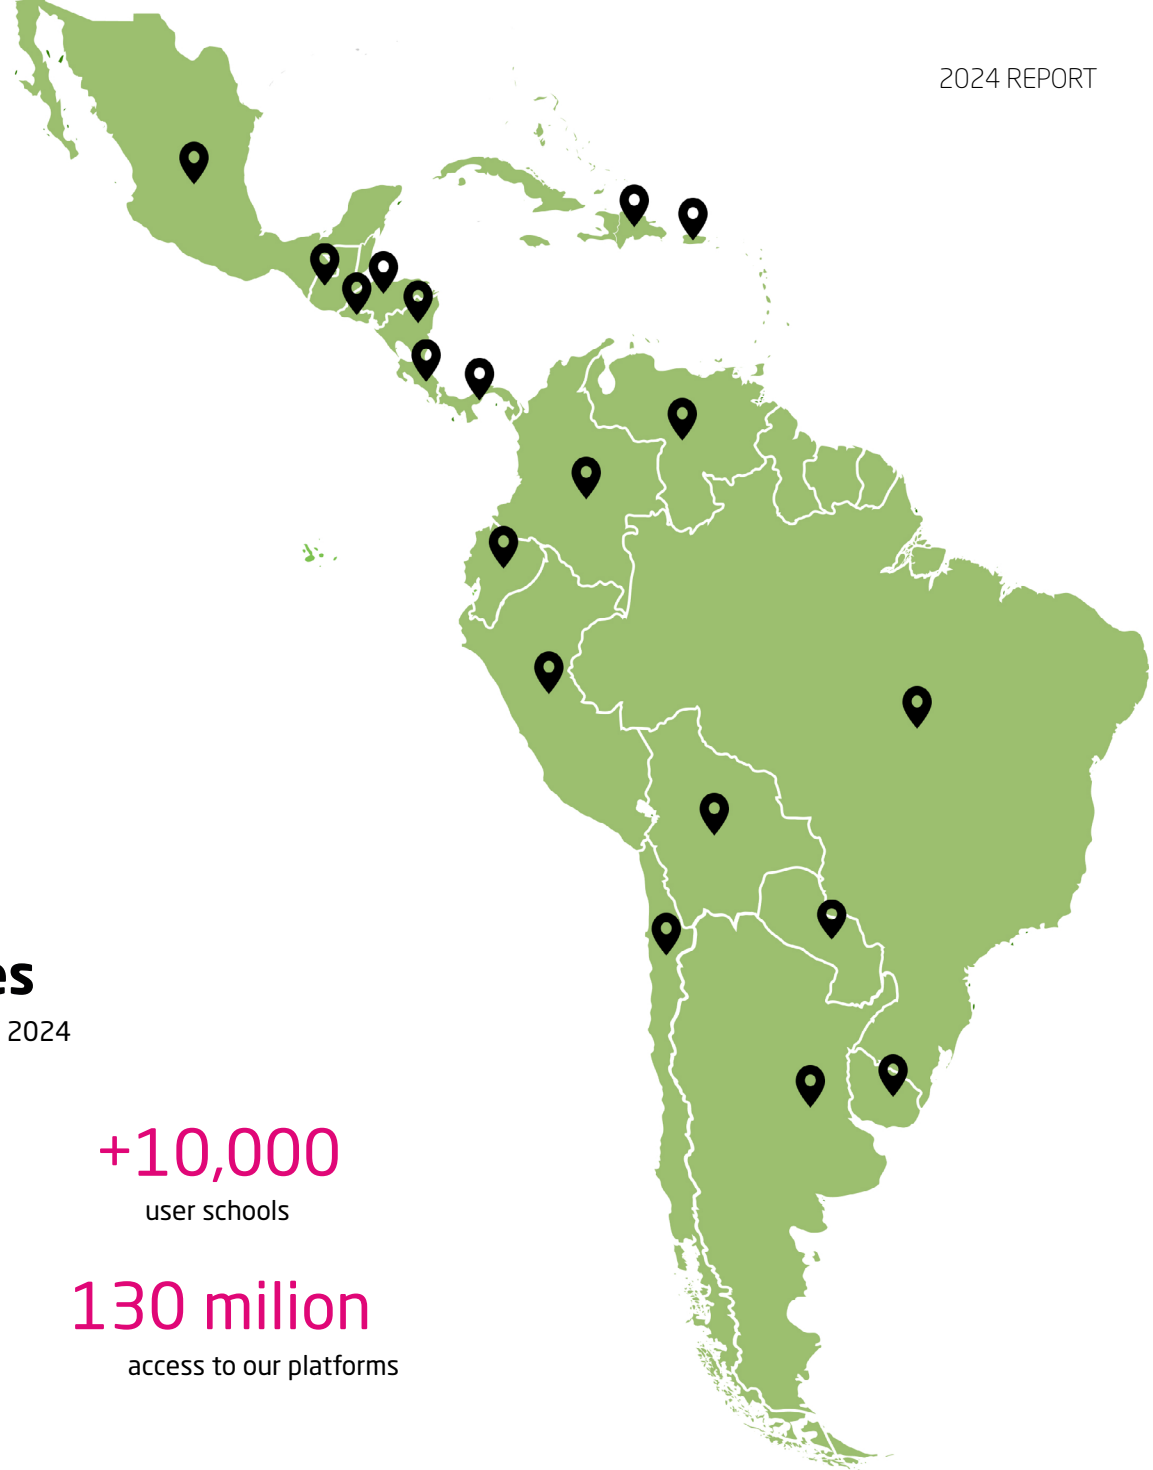 2024 REPORT
es
2024
+10,000
user schools
130 milion
access to our platforms